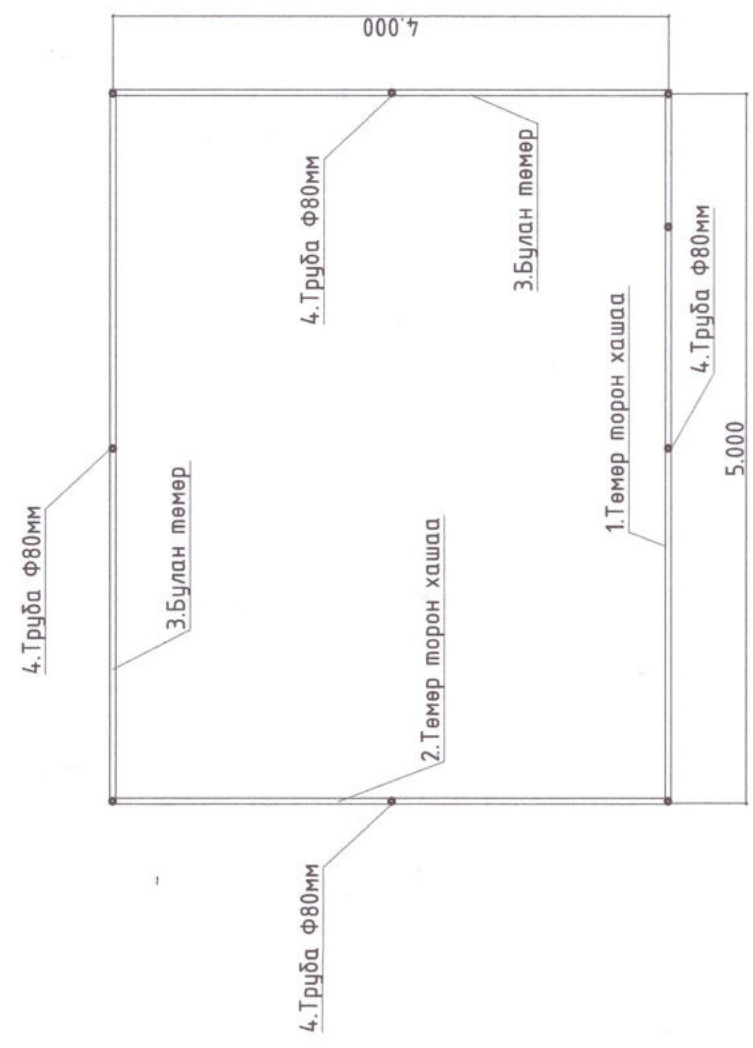 4.Труба Ф80мм
3.Булан төмөр
4.Труба Ф80мм
4.Труба Ф80мм
4.000
2.Төмөр торон хашаа
3.Булан төмөр
1.Төмөр торон хашаа
4.Труба Ф80мм
5.000